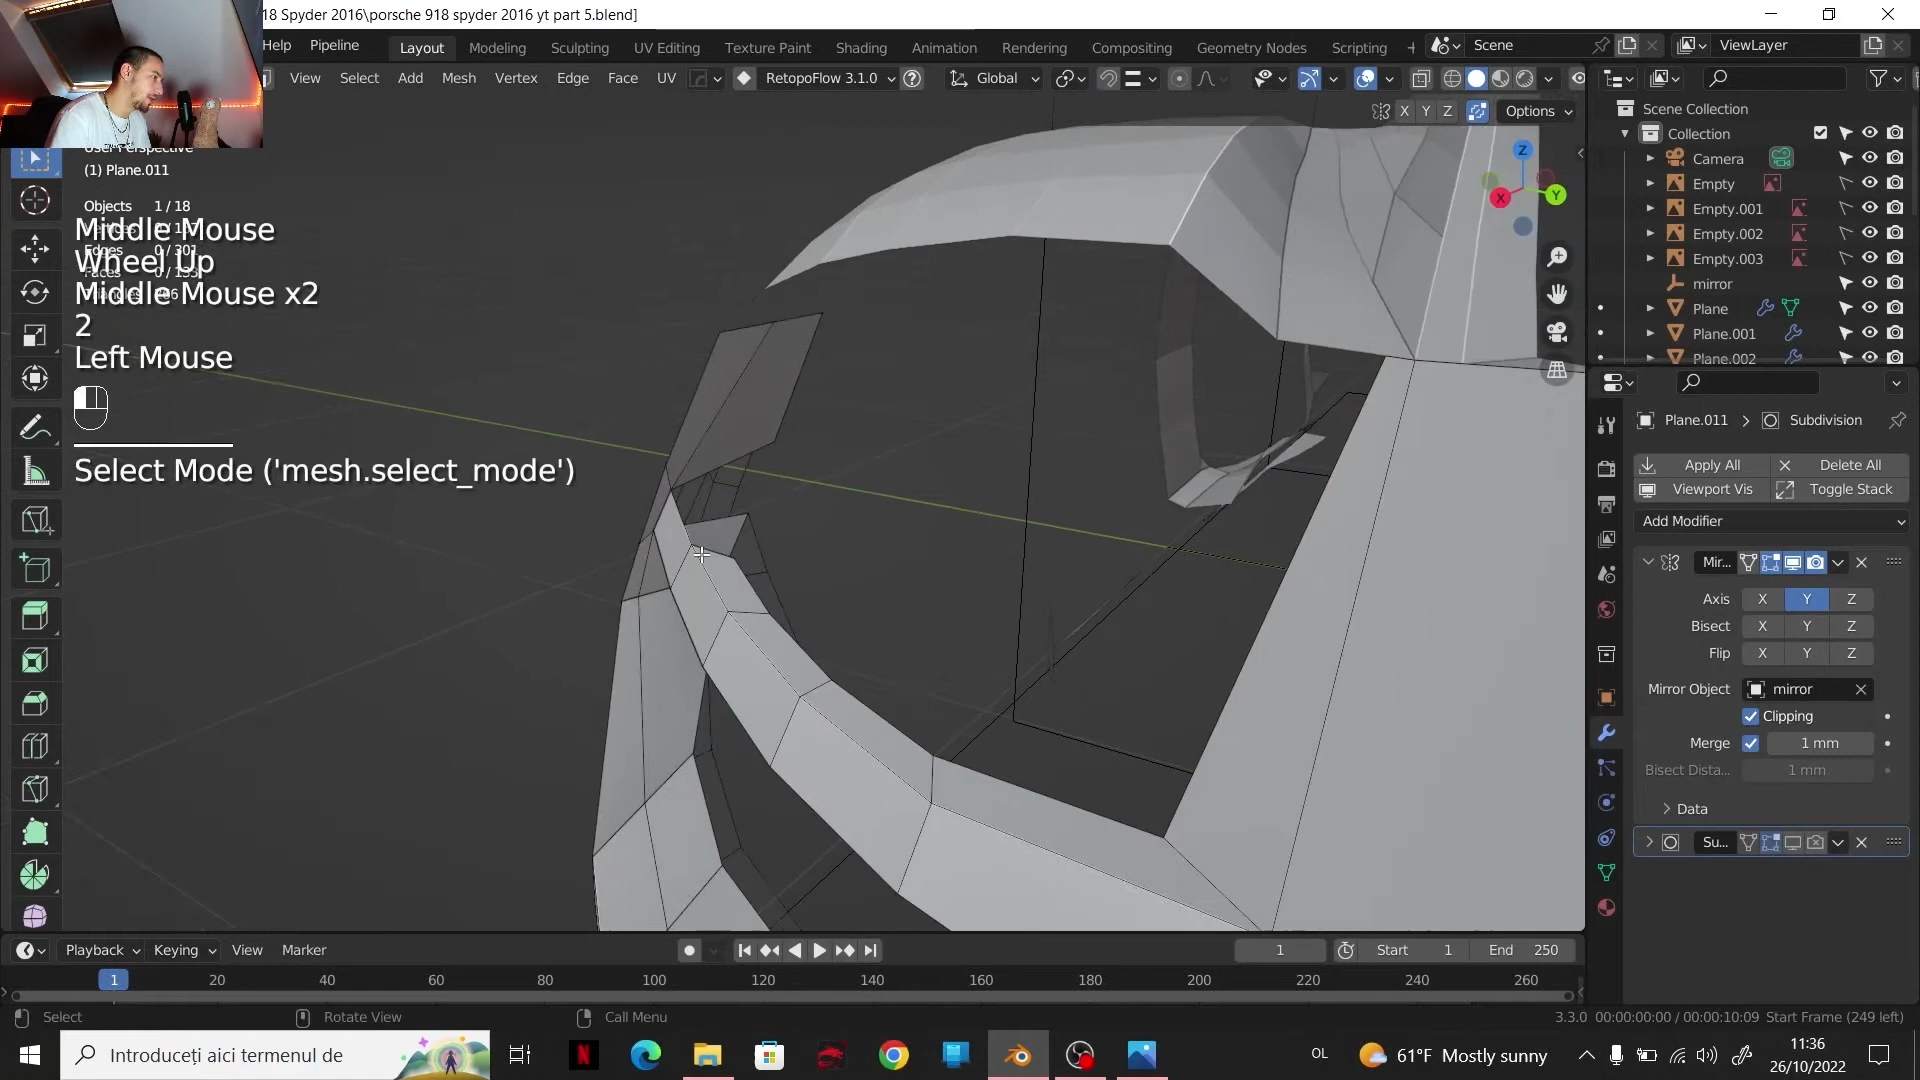 18 Spyder 2016\porsche 918 spyder 2016 yt part 5.blend]
Help Pipeline Layout Modeling Sculpting UV Editing Texture Paint Shading Animation Rendering Compositing Geometry Nodes Scripting + Scene ViewLayer
View Select Add Mesh Vertex Edge Face UV RetopoFlow 3.1.0 Global
X Y Z Options
User Perspective
(1) Plane.011
Objects 1 / 18
Middle Mouse
Edges 0 / 301
Wheel Up
Faces 0 / 133
Middle Mouse x2
2
Left Mouse
Select Mode ('mesh.select_mode')
Z
X
Y
Scene Collection
Collection
Camera
Empty
Empty.001
Empty.002
Empty.003
mirror
Plane
Plane.001
Plane.002
Plane.011 > Subdivision
Apply All Delete All
Viewport Vis Toggle Stack
Add Modifier
Mir...
Axis X Y Z
Bisect X Y Z
Flip X Y Z
Mirror Object mirror
Clipping
Merge 1 mm
Bisect Dista... 1 mm
Data
Su...
Playback Keying View Marker 1 Start 1 End 250
1 20 40 60 80 100 120 140 160 180 200 220 240 260
Select Rotate View Call Menu 3.3.0 00:00:00:00 / 00:00:10:09 Start Frame (249 left)
Introduceți aici termenul de
OL
61°F Mostly sunny
11:36
26/10/2022